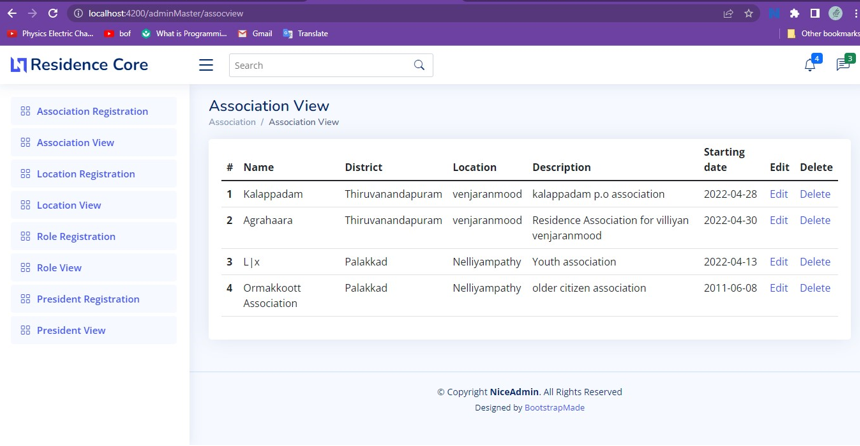 localhost:4200/adminMaster/assocview
Physics Electric Cha... bof What is Programmi... Gmail Translate Other bookmarks
Residence Core Search 4 3
Association Registration
Association View
Location Registration
Location View
Role Registration
Role View
President Registration
President View
Association View
Association / Association View
# Name District Location Description Starting date Edit Delete
1 Kalappadam Thiruvanandapuram venjaranmood kalappadam p.o association 2022-04-28 Edit Delete
2 Agrahaara Thiruvanandapuram venjaranmood Residence Association for villiyan 2022-04-30 Edit Delete
venjaranmood
3 L|x Palakkad Nelliyampathy Youth association 2022-04-13 Edit Delete
4 Ormakkoott Palakkad Nelliyampathy older citizen association 2011-06-08 Edit Delete
Association
© Copyright NiceAdmin. All Rights Reserved
Designed by BootstrapMade